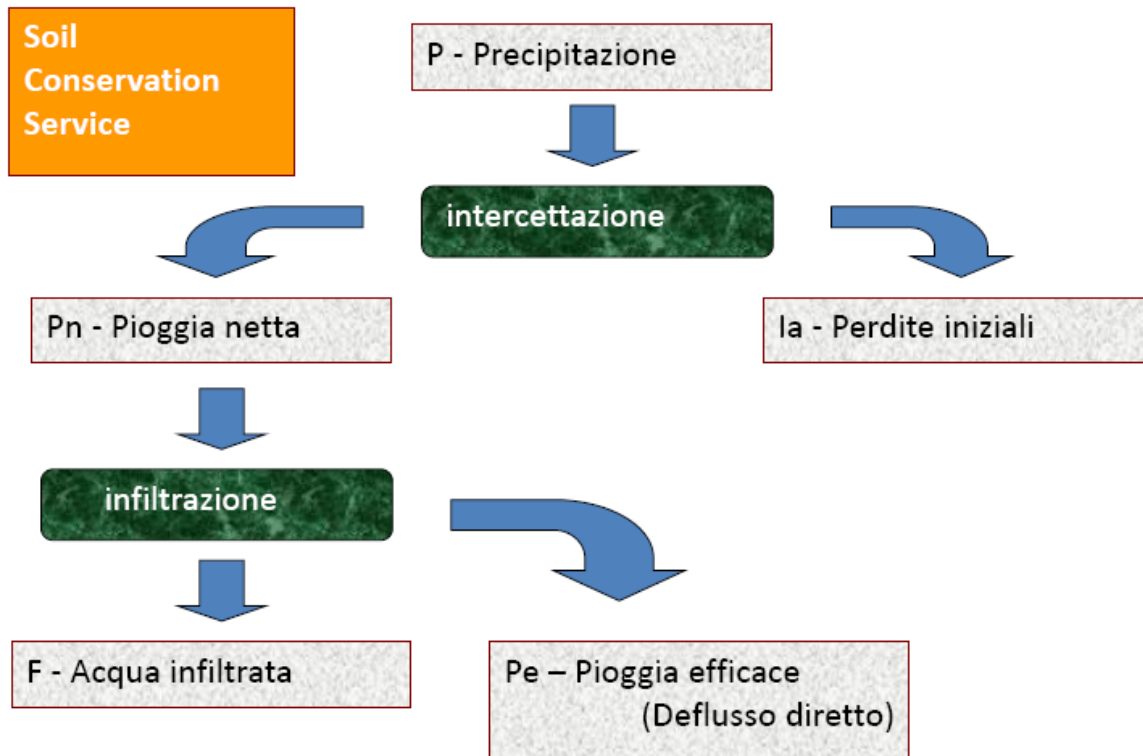 Soil
Conservation
Service
P - Precipitazione
intercettazione
Pn - Pioggia netta
Ia - Perdite iniziali
infiltrazione
F - Acqua infiltrata
Pe – Pioggia efficace
(Deflusso diretto)